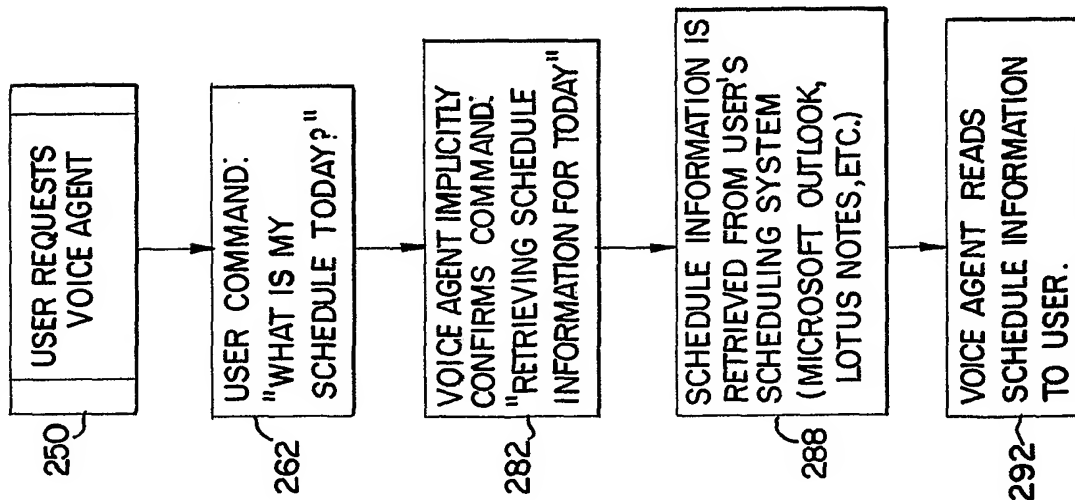 USER REQUESTS
VOICE AGENT
250
USER COMMAND:
"WHAT IS MY
SCHEDULE TODAY?"
262
VOICE AGENT IMPLICITLY
CONFIRMS COMMAND:
"RETRIEVING SCHEDULE
INFORMATION FOR TODAY"
282
SCHEDULE INFORMATION IS
RETRIEVED FROM USER'S
SCHEDULING SYSTEM
(MICROSOFT OUTLOOK,
LOTUS NOTES,ETC.)
288
VOICE AGENT READS
SCHEDULE INFORMATION
TO USER.
292